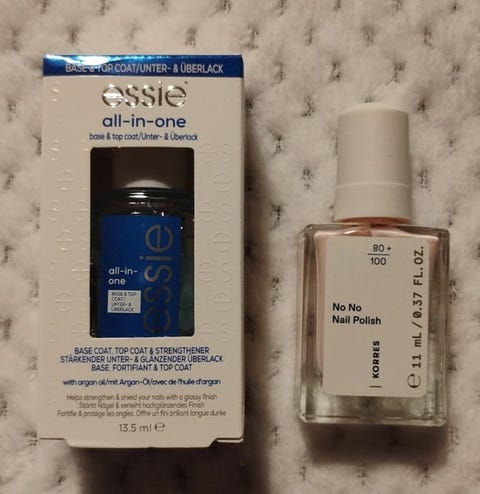 BASE & TOP COAT/UNTER- & ÜBERLACK
essie
all-in-one
base & top coat/Unter- & Überlack
all-in-
one
BASE & TOP
COAT/
UNTER- &
ÜBERLACK
essie
BASE COAT, TOP COAT & STRENGTHENER
STÄRKENDER UNTER- & GLÄNZENDER ÜBERLACK
BASE, FORTIFIANT & TOP COAT
with argan oil/mit Argan-Öl/avec de l'huile d'argan
Helps strengthen & shield your nails with a glossy finish
Stärkt Nägel & verleiht hochglänzendes Finish
Fortifie & protège les ongles. Offre un fini brillant longue durée
13.5 ml e
80 +
100
No No
Nail Polish
KORRES
e 11 mL / 0.37 FL. OZ.